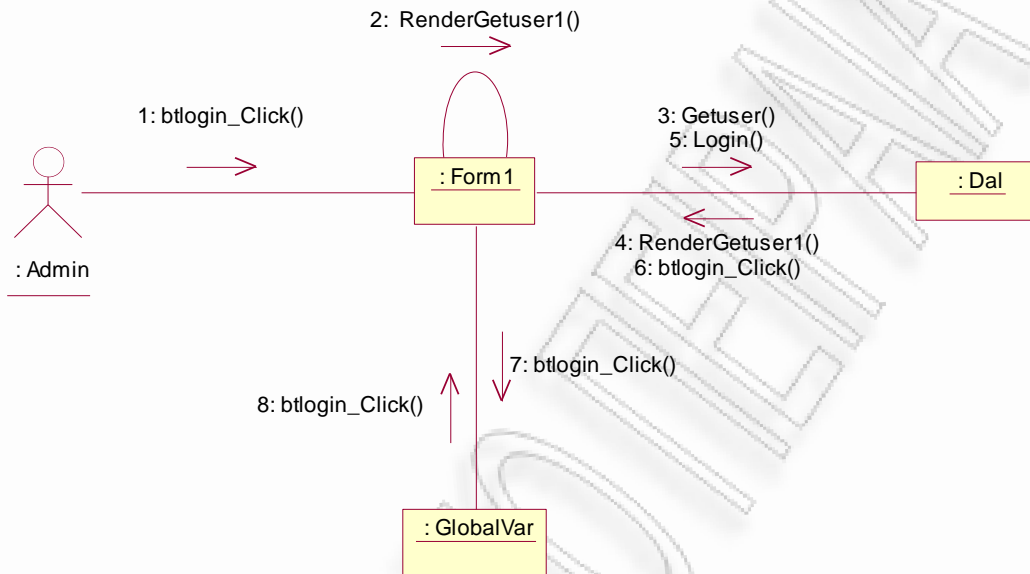 2: RenderGetuser1()
1: btlogin_Click()
3: Getuser()
5: Login()
: Form1
: Dal
4: RenderGetuser1()
6: btlogin_Click()
: Admin
7: btlogin_Click()
8: btlogin_Click()
: GlobalVar